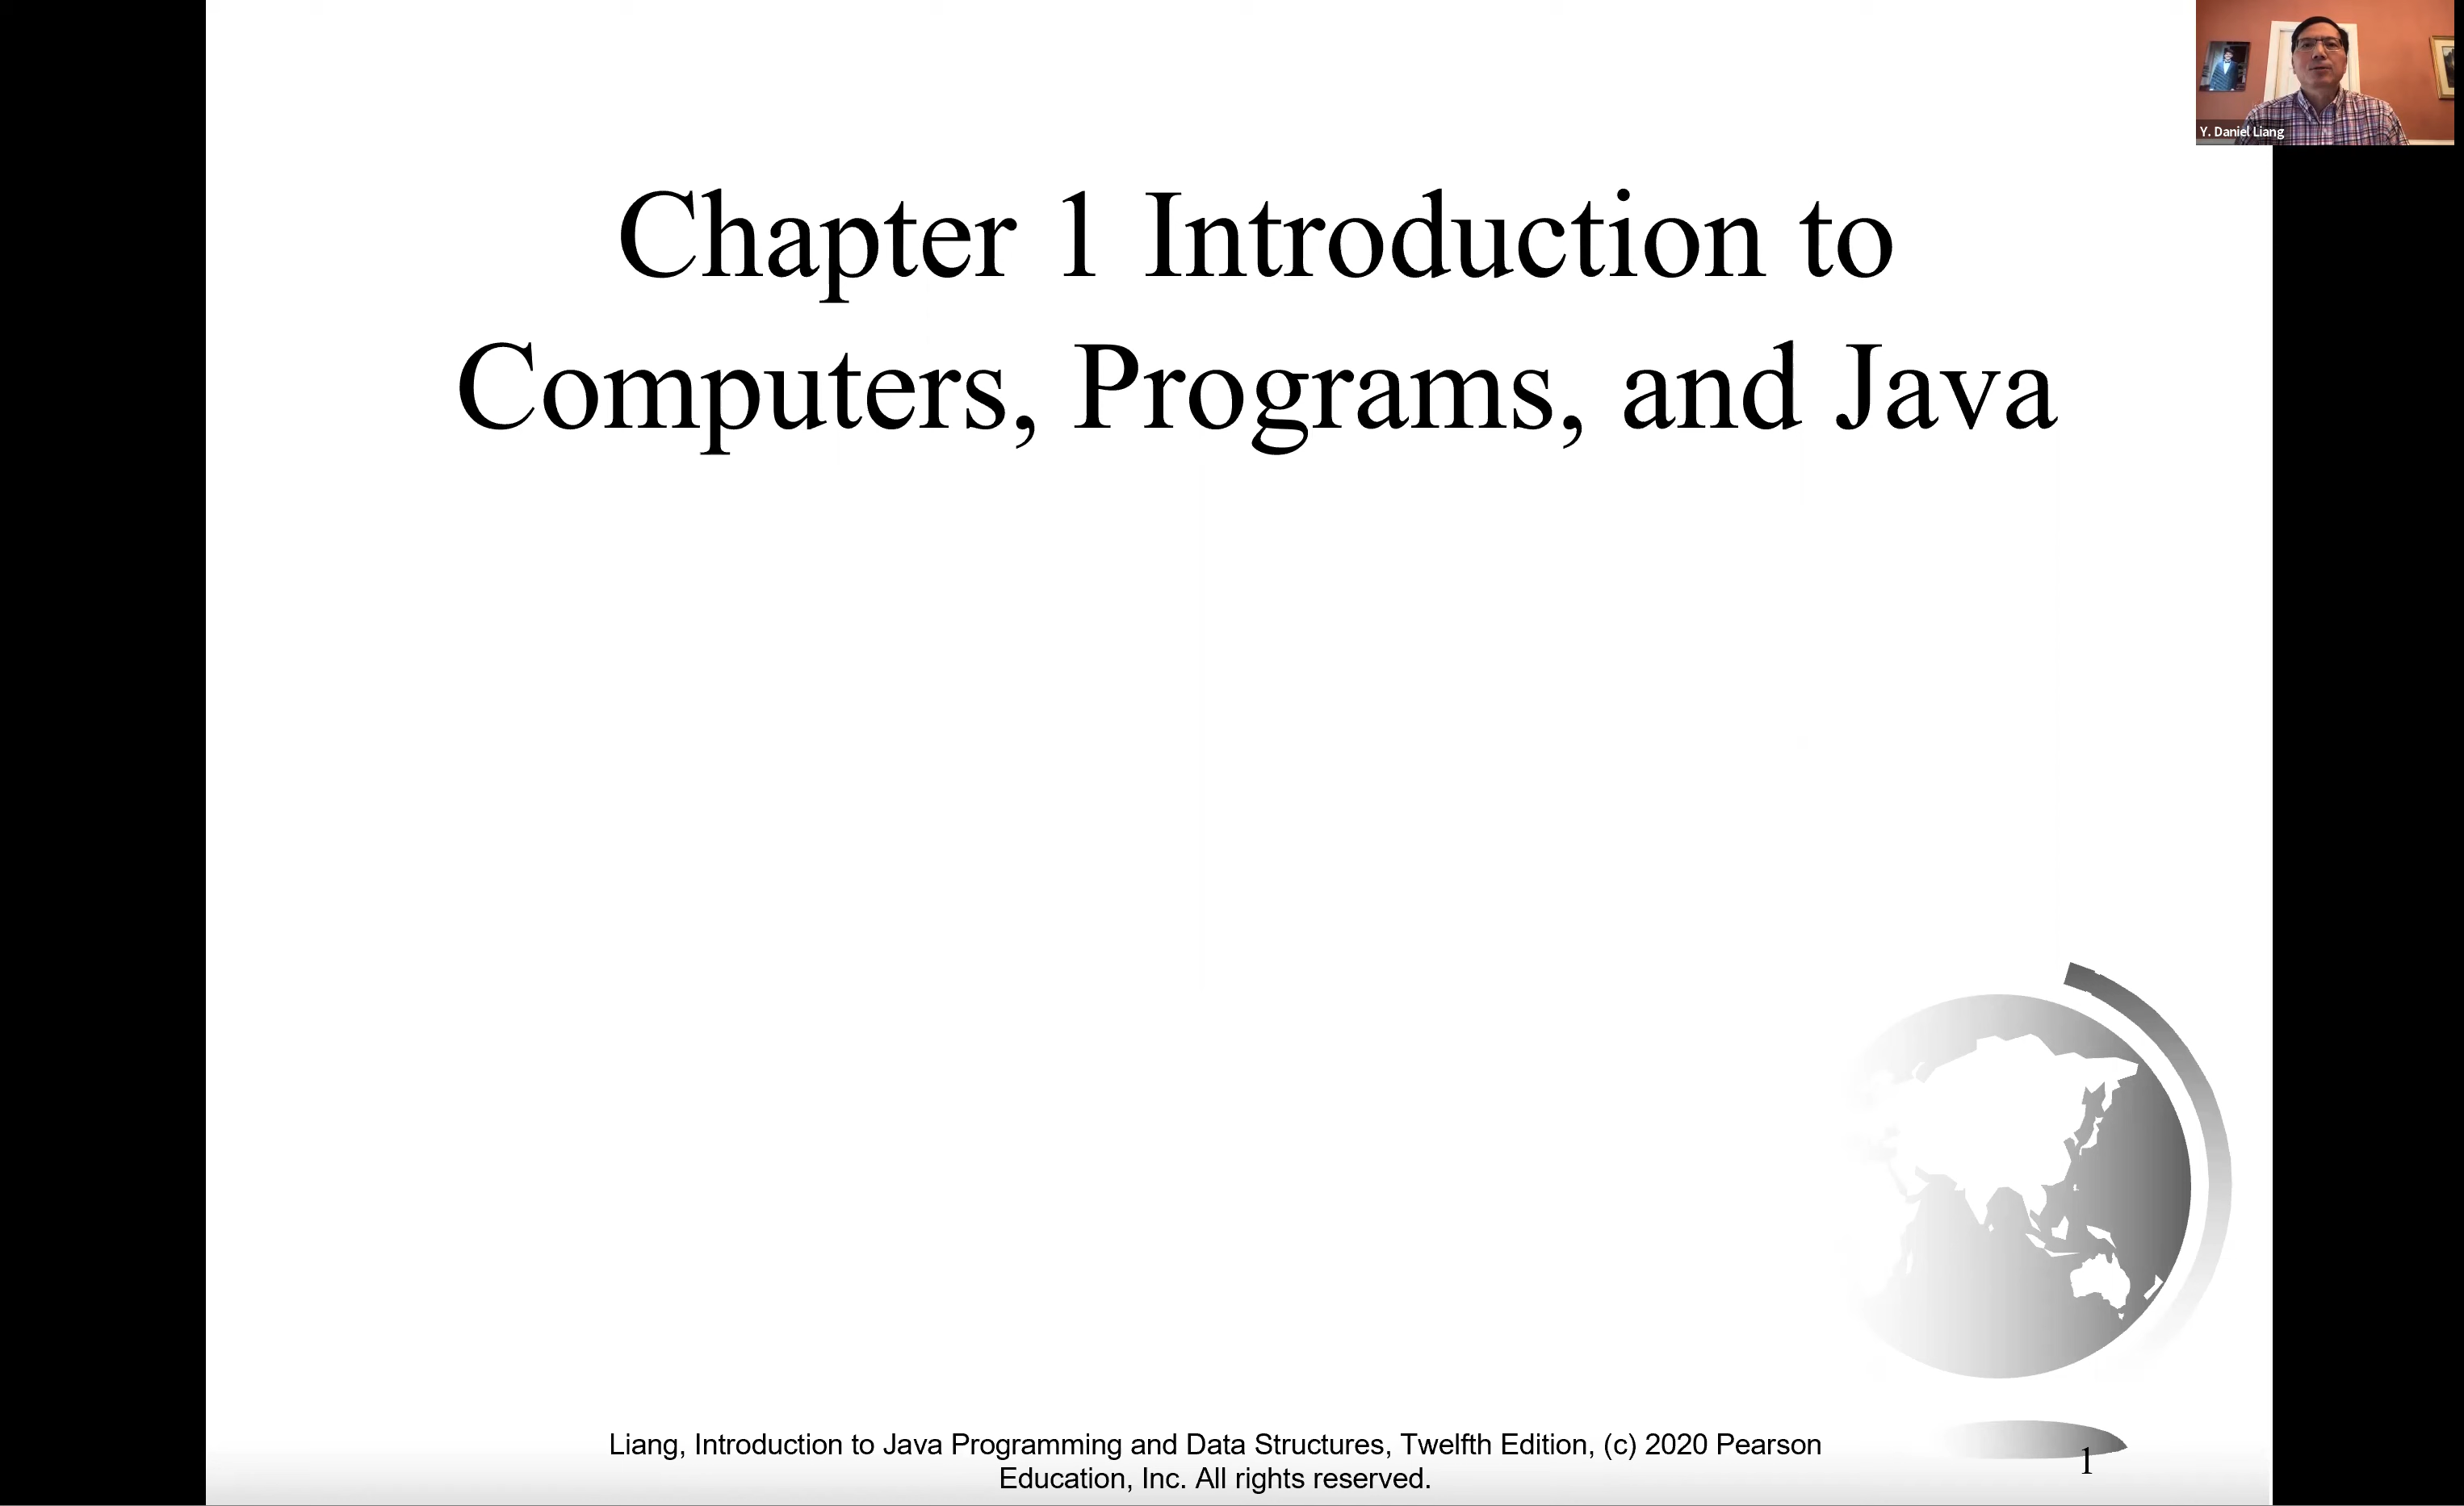 Y. Daniel Liang
Chapter 1 Introduction to
Computers, Programs, and Java
Liang, Introduction to Java Programming and Data Structures, Twelfth Edition, (c) 2020 Pearson
Education, Inc. All rights reserved.
1